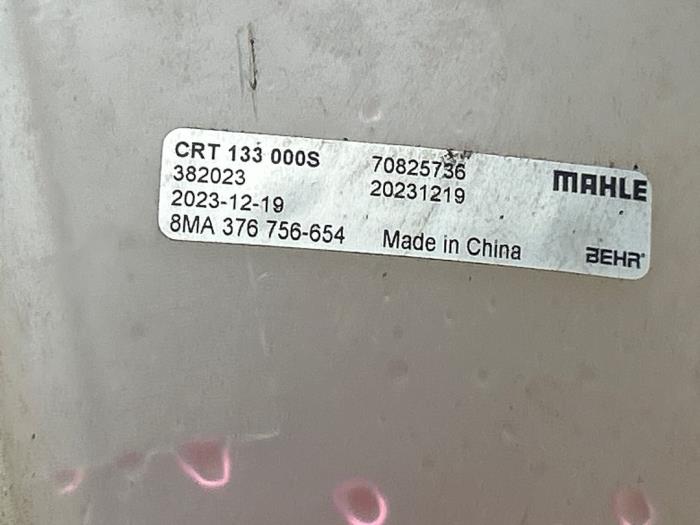 CRT 133 000S 70825736 MAHLE
382023 20231219
2023-12-19
8MA 376 756-654 Made in China BEHR